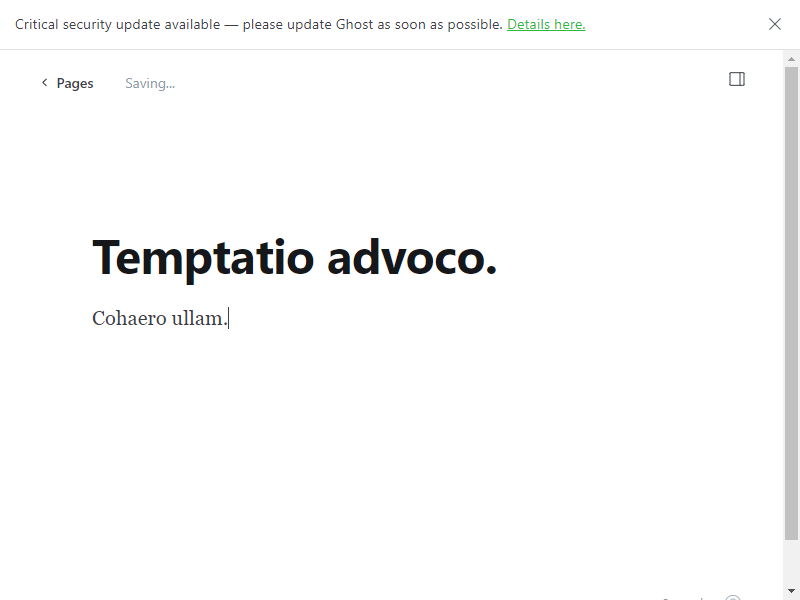 Critical security update available — please update Ghost as soon as possible. Details here.
Pages
Saving...
Temptatio advoco.
Cohaero ullam.